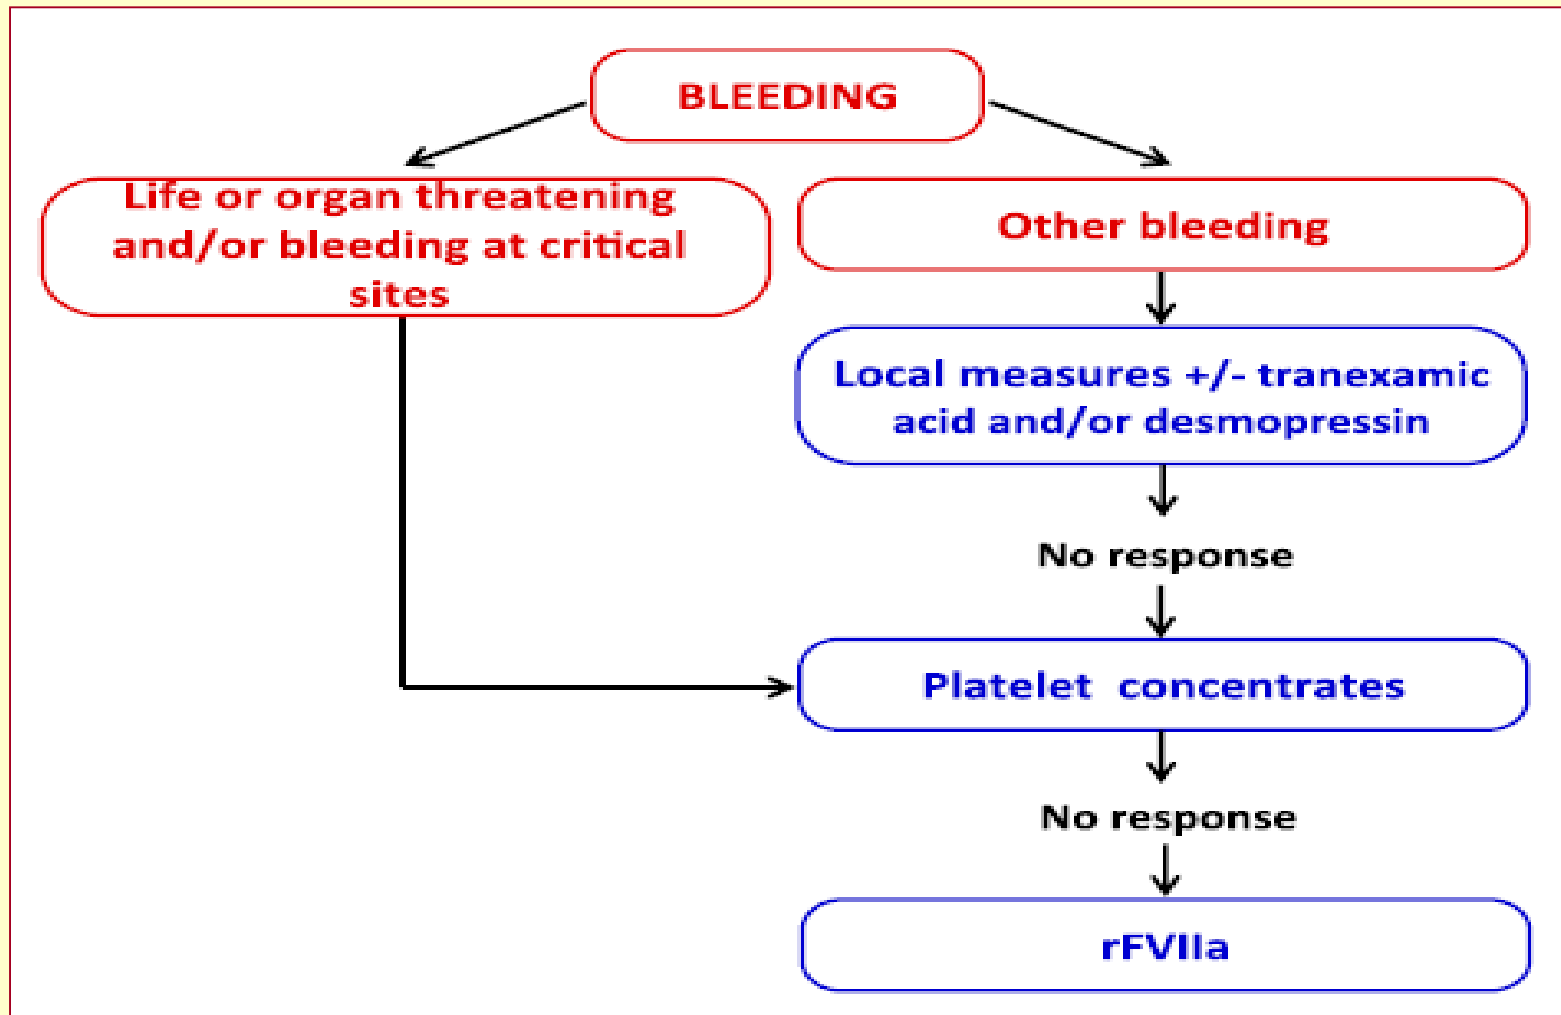 BLEEDING
Life or organ threatening
and/or bleeding at critical
sites
Other bleeding
Local measures +/- tranexamic
acid and/or desmopressin
No response
Platelet concentrates
No response
rFVIIa